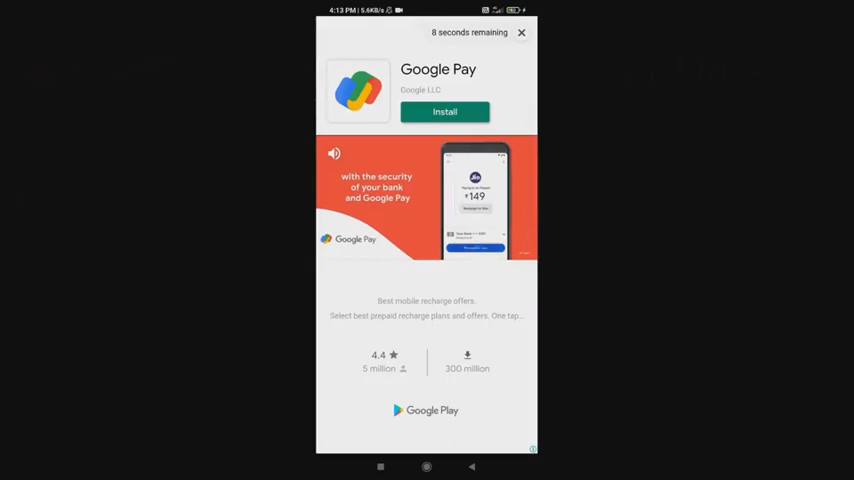 4:13 PM | 5.6KB/s
8 seconds remaining
Google Pay
Google LLC
Install
with the security
of your bank
and Google Pay
Google Pay
Jio
₹149
Best mobile recharge offers.
Select best prepaid recharge plans and offers. One tap...
4.4 ★
5 million
300 million
Google Play